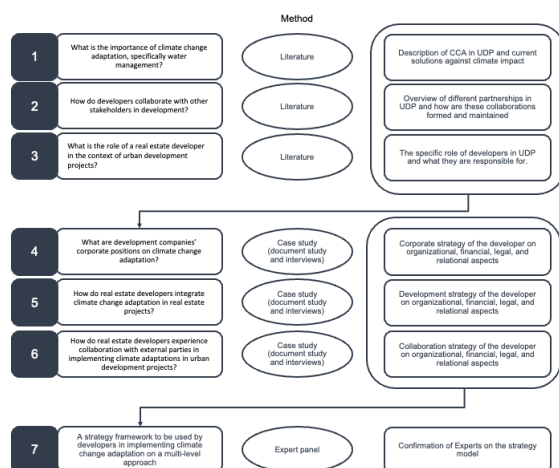 Method
1
What is the importance of climate change
adaptation, specifically water
management?
Literature
Description of CCA in UDP and current
solutions against climate impact
2
How do developers collaborate with other
stakeholders in development?
Literature
Overview of different partnerships in
UDP and how are these collaborations
formed and maintained
3
What is the role of a real estate developer
in the context of urban development
projects?
Literature
The specific role of developers in UDP
and what they are responsible for.
4
What are development companies'
corporate positions on climate change
adaptation?
Case study
(document study
and interviews)
Corporate strategy of the developer on
organizational, financial, legal, and
relational aspects
5
How do real estate developers integrate
climate change adaptation in real estate
projects?
Case study
(document study
and interviews)
Development strategy of the developer
on organizational, financial, legal, and
relational aspects
6
How do real estate developers experience
collaboration with external parties in
implementing climate adaptations in urban
development projects?
Case study
(document study
and interviews)
Collaboration strategy of the developer
on organizational, financial, legal, and
relational aspects
7
A strategy framework to be used by
developers in implementing climate
change adaptation on a multi-level
approach
Expert panel
Confirmation of Experts on the strategy
model